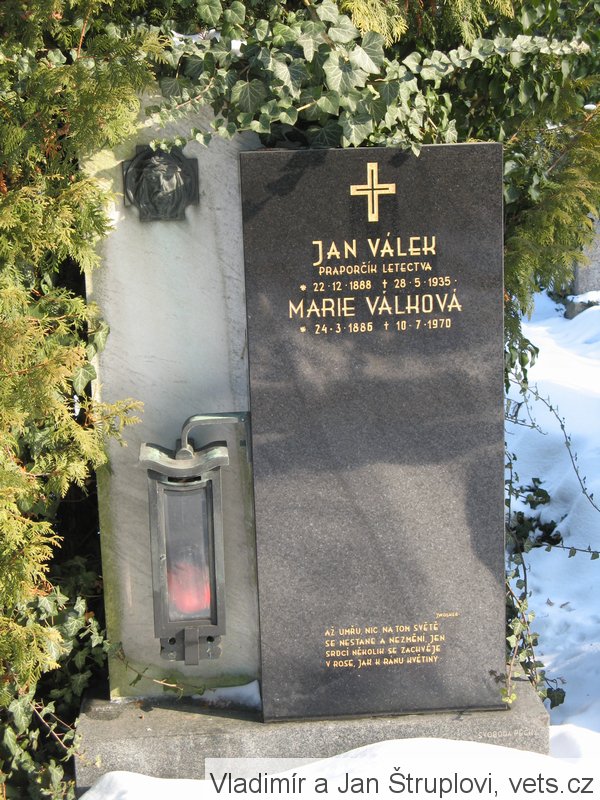 JAN VÁLEK
PRAPORČÍK LETECTVA
* 22·12·1888 + 28·5·1935·
MARIE VÁLKOVÁ
* 24·3·1886 + 10·7·1970
J.WOLKER
AŽ UMŘU, NIC NA TOM SVĚTĚ
SE NESTANE A NEZMĚNÍ, JEN
SRDCÍ NĚKOLIK SE ZACHVĚJE
V ROSE, JAK K RÁNU KVĚTINY
SVOBODA
Vladimír a Jan Štruplovi, vets.cz